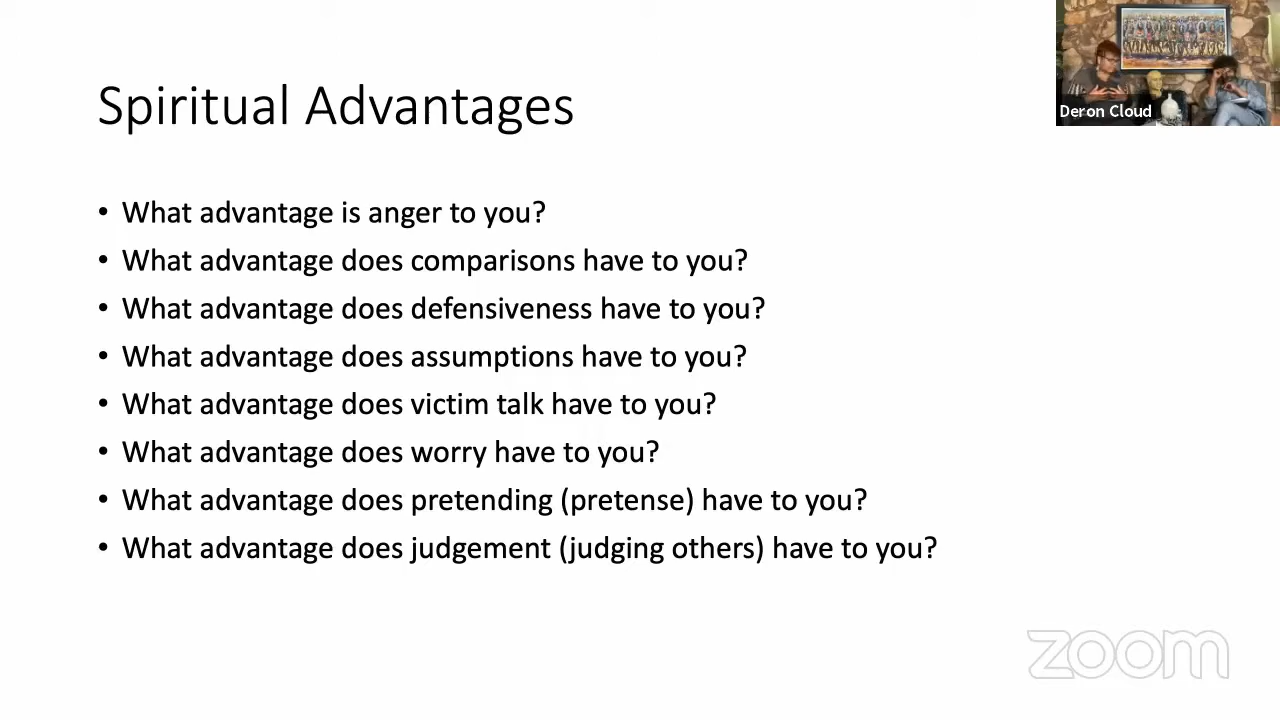 Spiritual Advantages
Deron Cloud
• What advantage is anger to you?
• What advantage does comparisons have to you?
• What advantage does defensiveness have to you?
• What advantage does assumptions have to you?
• What advantage does victim talk have to you?
• What advantage does worry have to you?
• What advantage does pretending (pretense) have to you?
• What advantage does judgement (judging others) have to you?
zoom